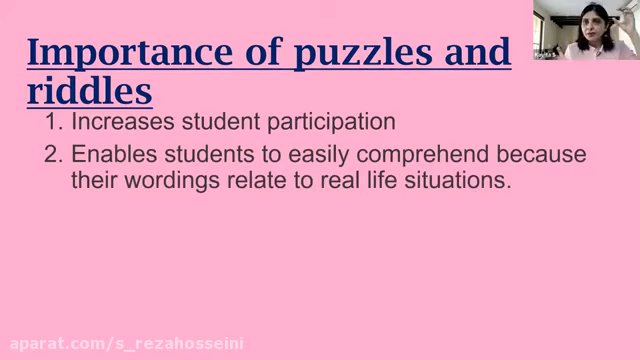 Importance of puzzles and
riddles
1. Increases student participation
2. Enables students to easily comprehend because
their wordings relate to real life situations.
aparat.com/s_rezahosseini